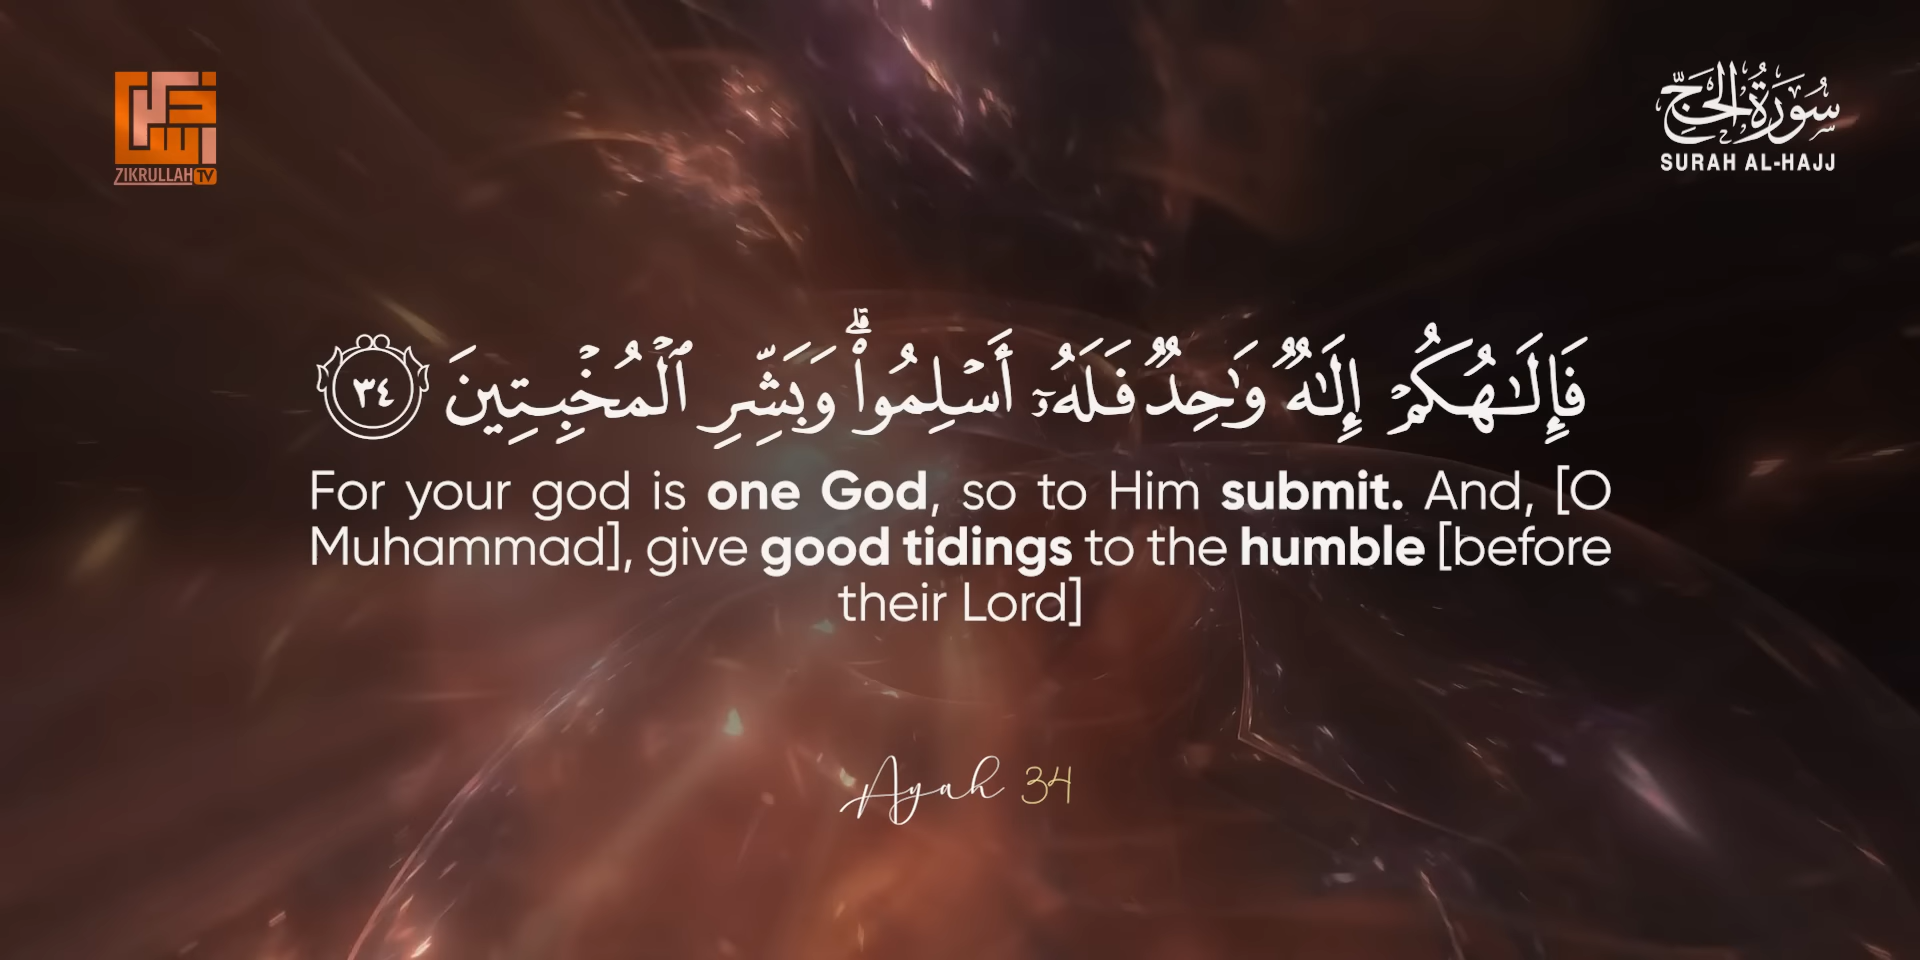 ZIKRULLAH TV
سُورَةُ الحَجِّ
SURAH AL-HAJJ
فَإِلَـٰهُكُمۡ إِلَـٰهٞ وَٰحِدٞ فَلَهُۥٓ أَسۡلِمُواْۗ وَبَشِّرِ ٱلۡمُخۡبِتِينَ ٣٤
For your god is one God, so to Him submit. And, [O
Muhammad], give good tidings to the humble [before
their Lord]
Ayah 34